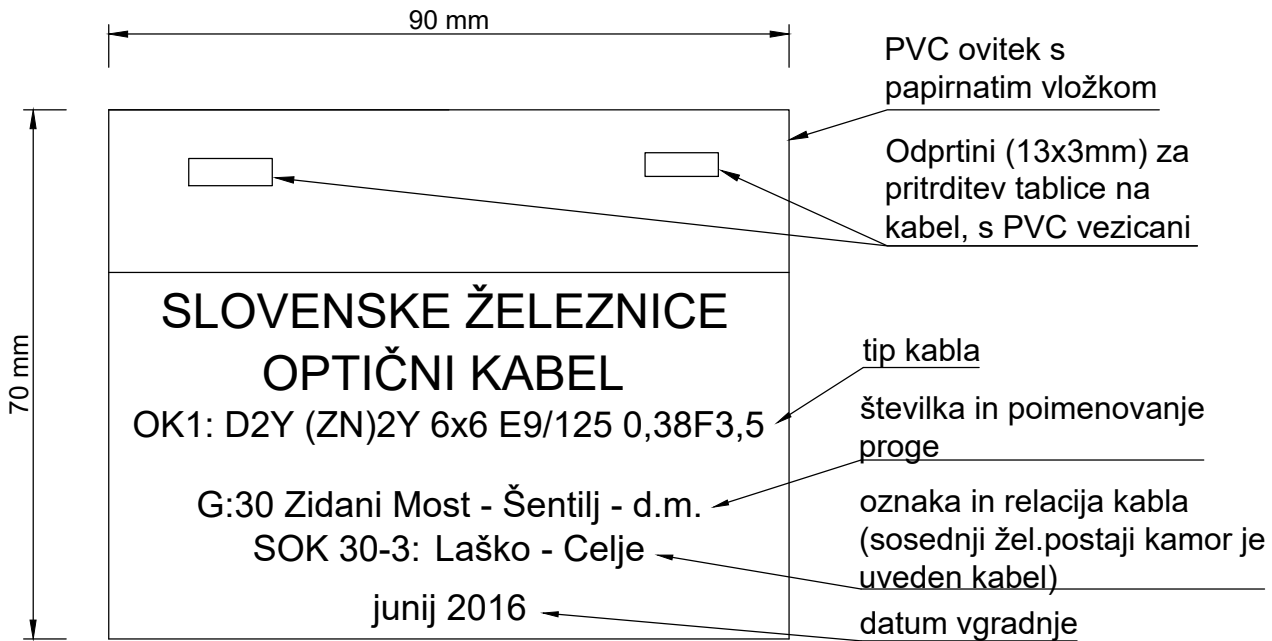 90 mm
PVC ovitek s
papirnatim vložkom
Odprtini (13x3mm) za
pritrditev tablice na
kabel, s PVC vezicani
70 mm
SLOVENSKE ŽELEZNICE
OPTIČNI KABEL
OK1: D2Y (ZN)2Y 6x6 E9/125 0,38F3,5
G:30 Zidani Most - Šentilj - d.m.
SOK 30-3: Laško - Celje
junij 2016
tip kabla
številka in poimenovanje
proge
oznaka in relacija kabla
(sosednji žel.postaji kamor je
uveden kabel)
datum vgradnje